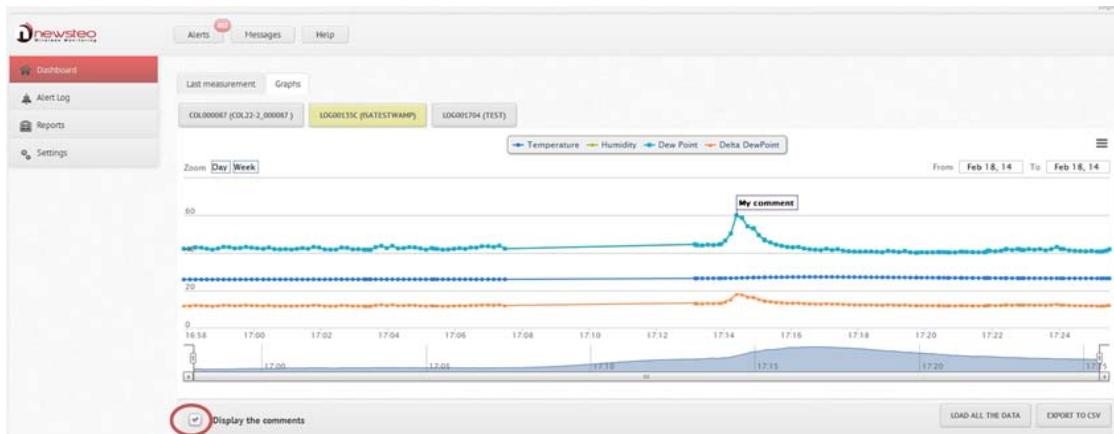 newsteo
Wireless Monitoring
Alerts
Messages
Help
Dashboard
Alert Log
Reports
Settings
Last measurement
Graphs
COL000087 (COL22-2_000087 )
LOG00135C (ISATESTWAMP)
LOG001704 (TEST)
Temperature
Humidity
Dew Point
Delta DewPoint
Zoom Day Week
From Feb 18, 14 To Feb 18, 14
My comment
60
20
0
16:58 17:00 17:02 17:04 17:06 17:08 17:10 17:12 17:14 17:16 17:18 17:20 17:22 17:24
17:00 17:05 17:10 17:15 17:20
Display the comments
LOAD ALL THE DATA
EXPORT TO CSV